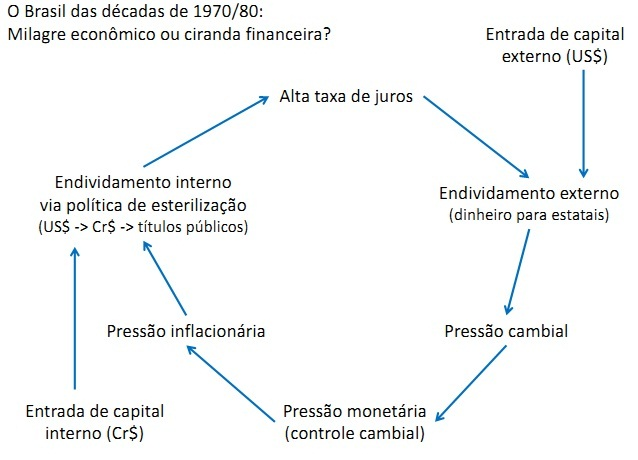 O Brasil das décadas de 1970/80:
Milagre econômico ou ciranda financeira?
Entrada de capital
externo (US$)
Alta taxa de juros
Endividamento interno
via política de esterilização
(US$ -> Cr$ -> títulos públicos)
Endividamento externo
(dinheiro para estatais)
Pressão inflacionária
Pressão cambial
Entrada de capital
interno (Cr$)
Pressão monetária
(controle cambial)